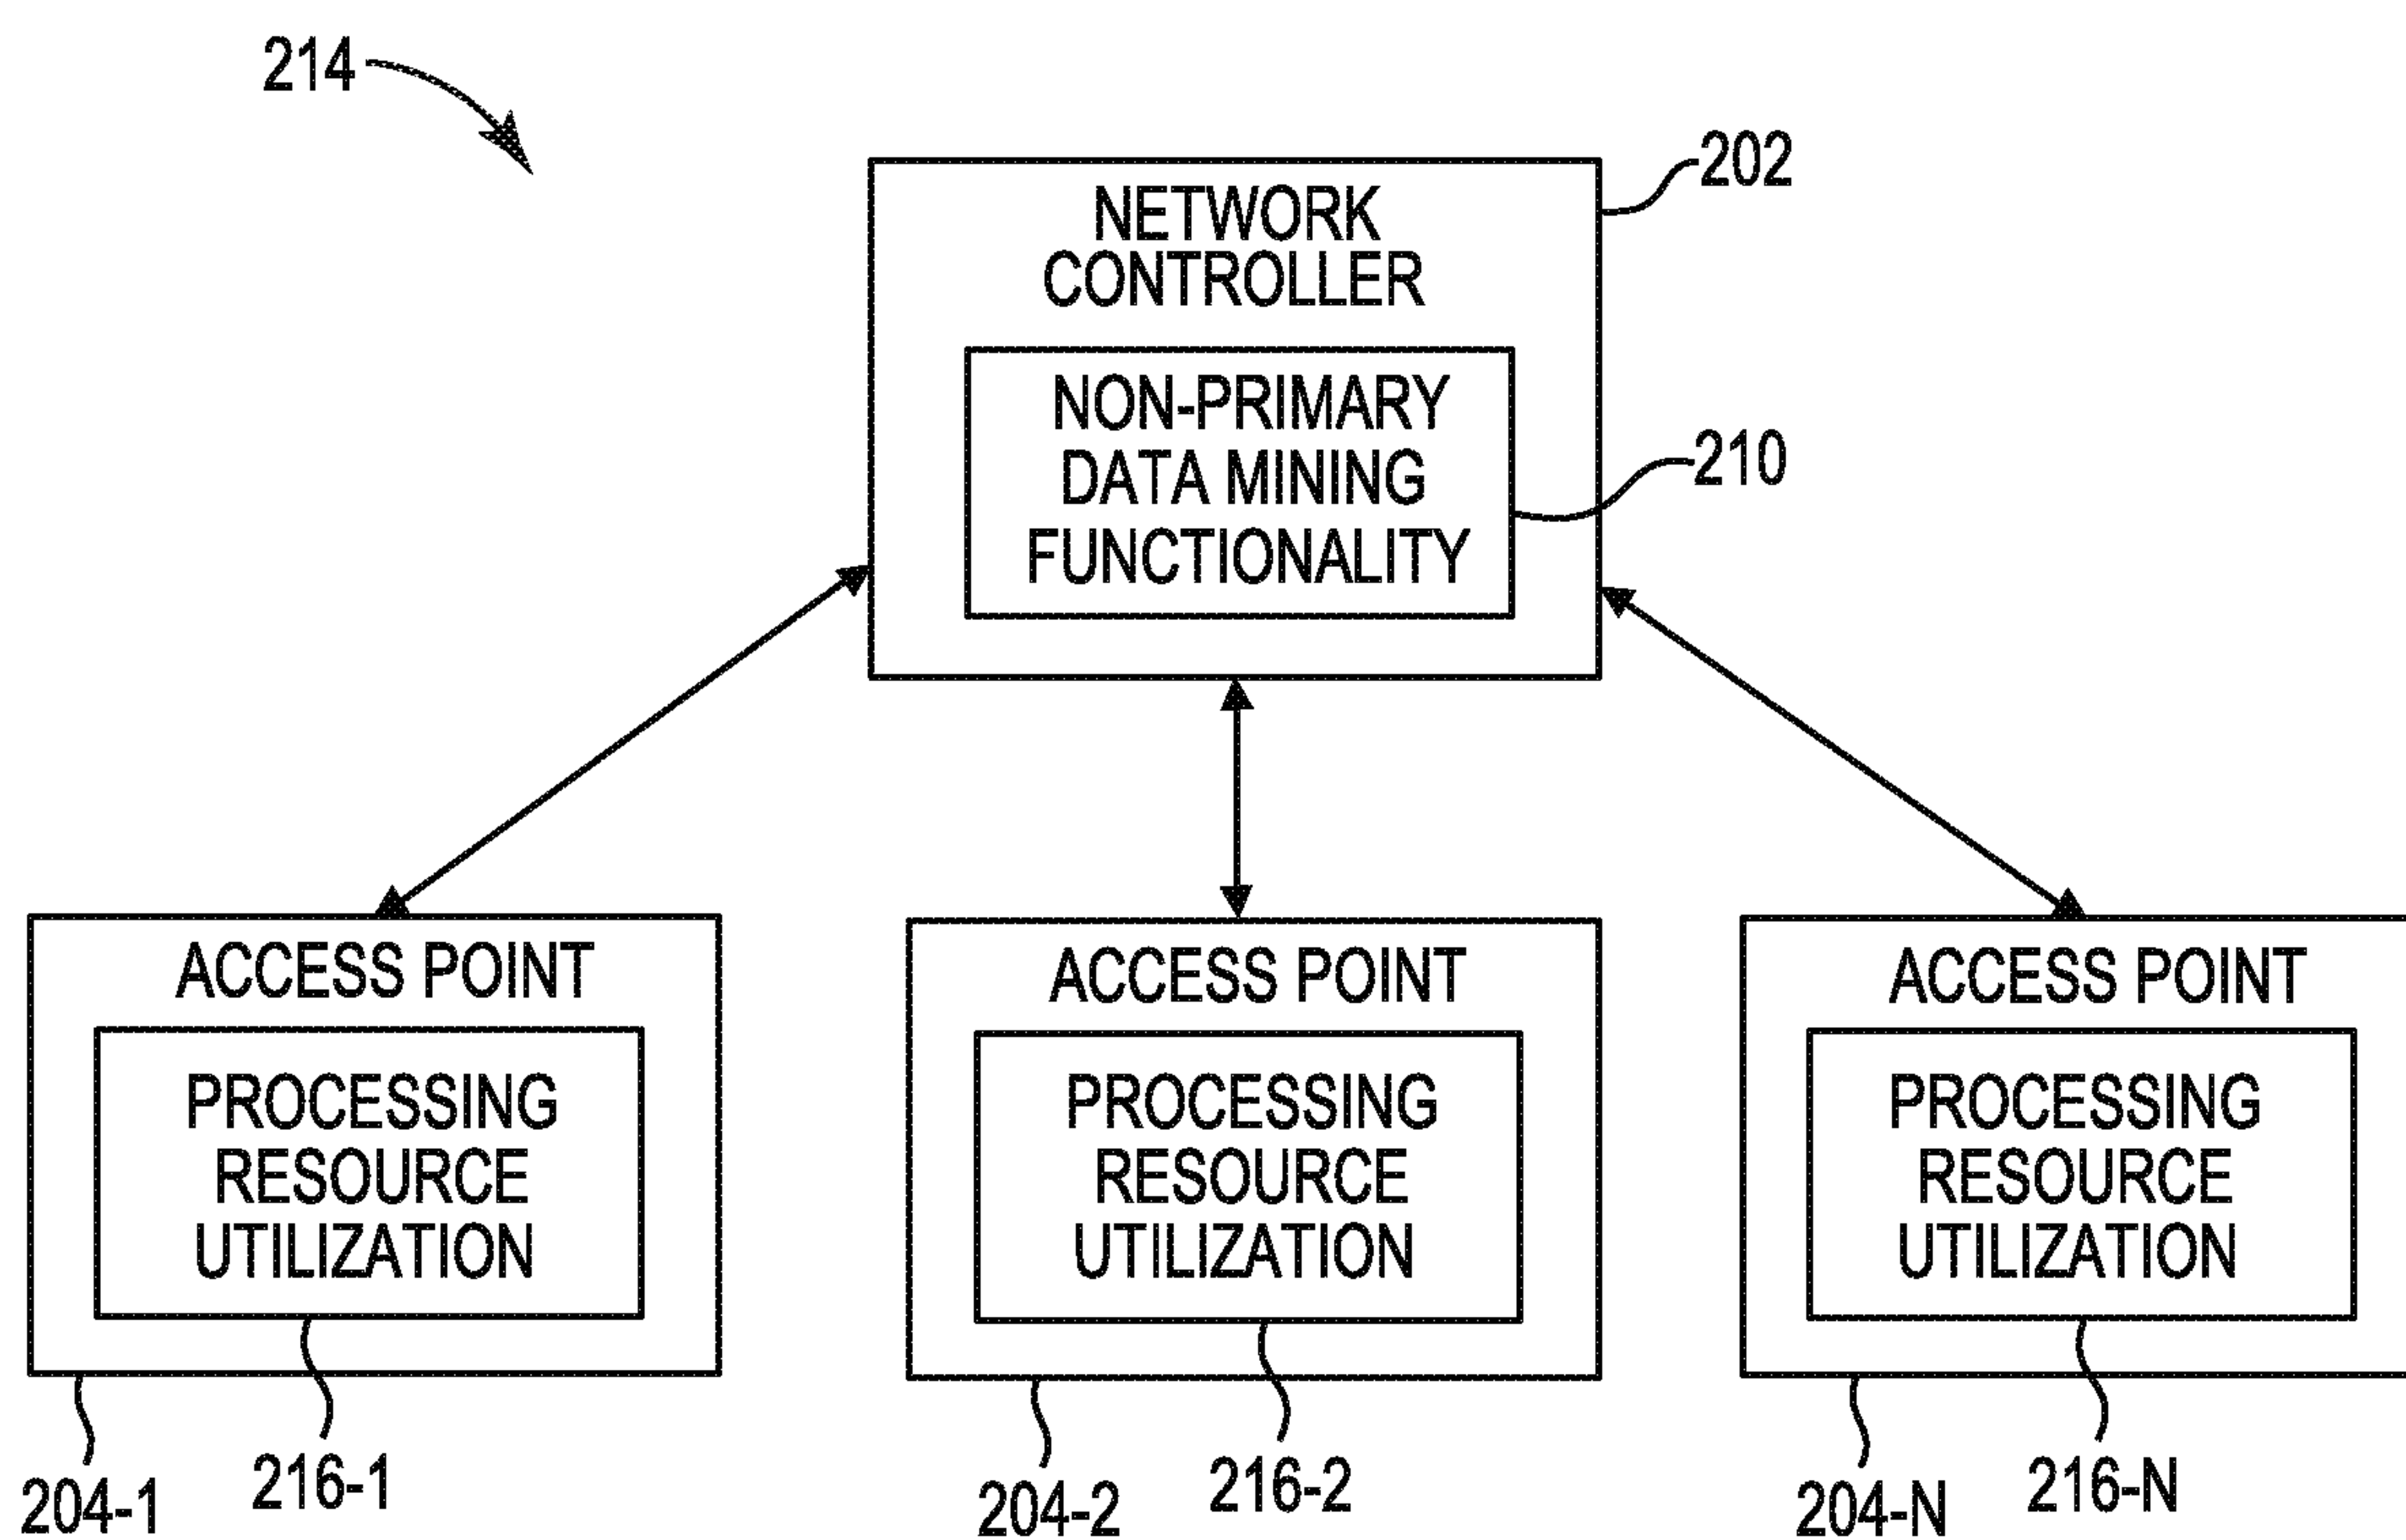 214
202
NETWORK
CONTROLLER
NON-PRIMARY
DATA MINING
FUNCTIONALITY
210
ACCESS POINT
PROCESSING
RESOURCE
UTILIZATION
216-1
204-1
ACCESS POINT
PROCESSING
RESOURCE
UTILIZATION
216-2
204-2
ACCESS POINT
PROCESSING
RESOURCE
UTILIZATION
216-N
204-N